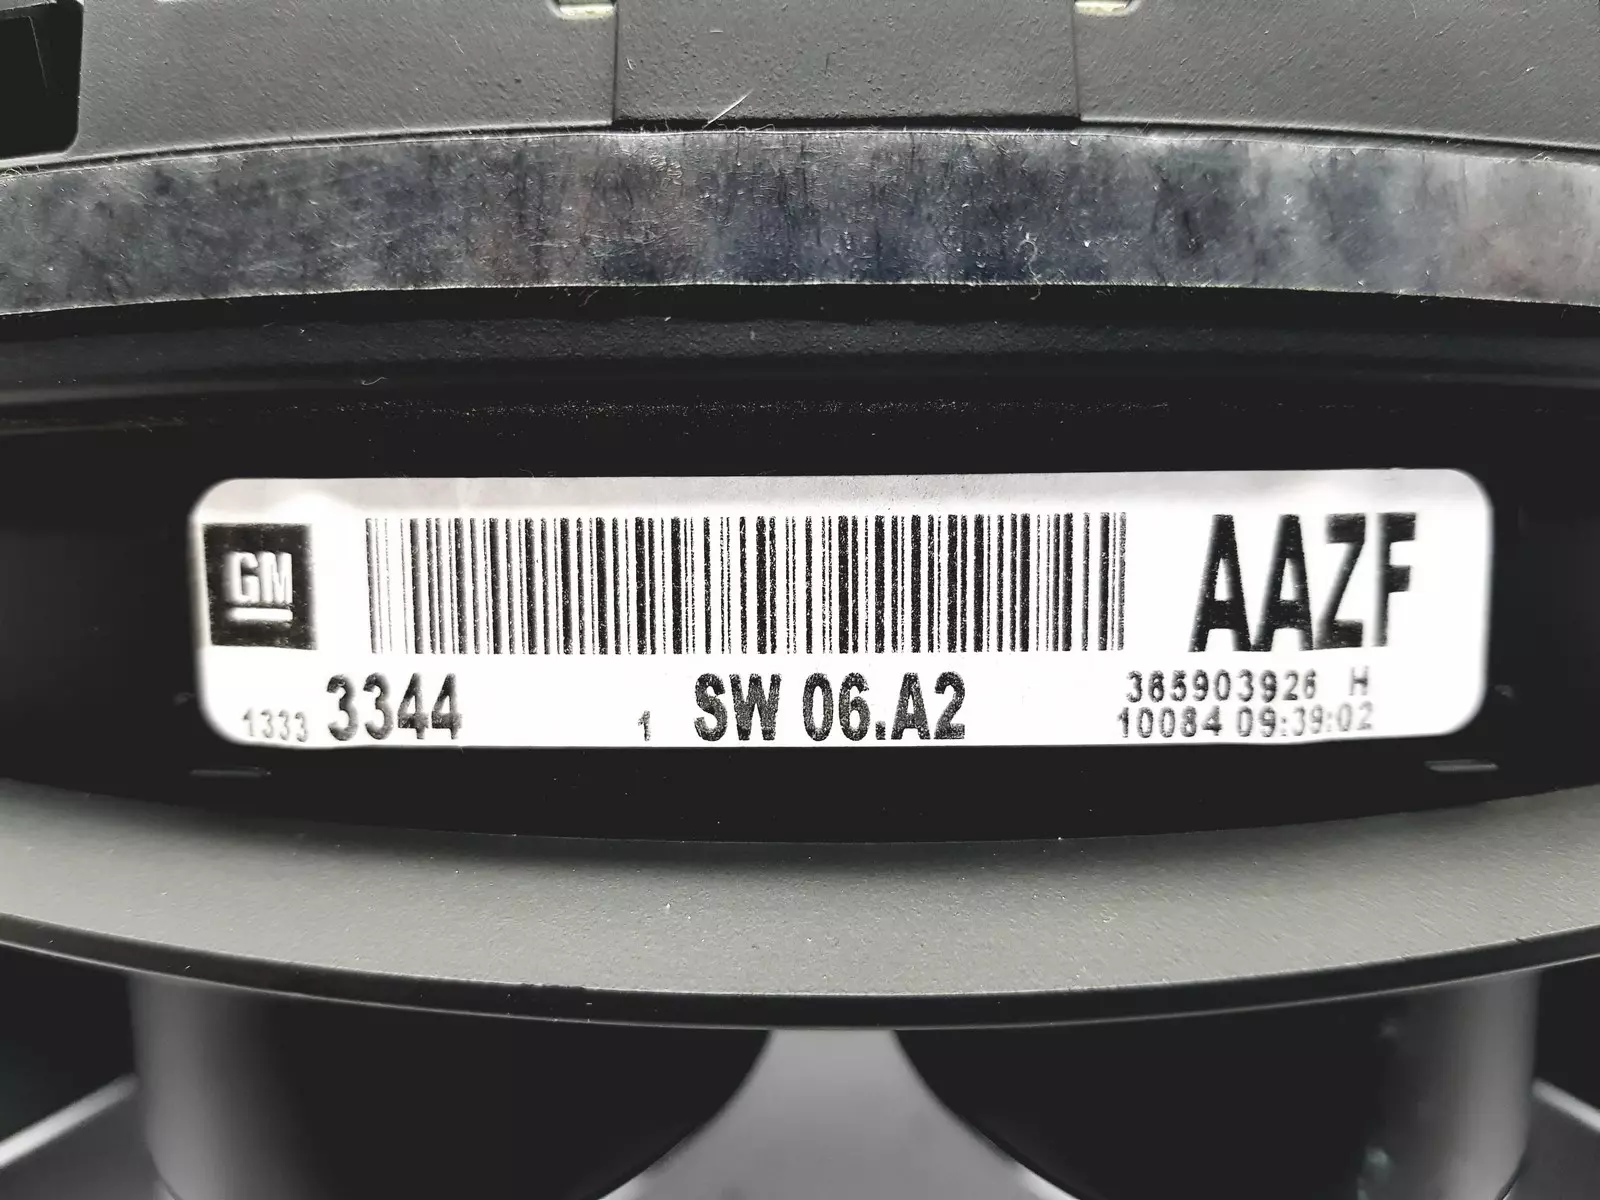 GM
AAZF
1333 3344 1 SW 06.A2
365903926 H
10084 09:39:02